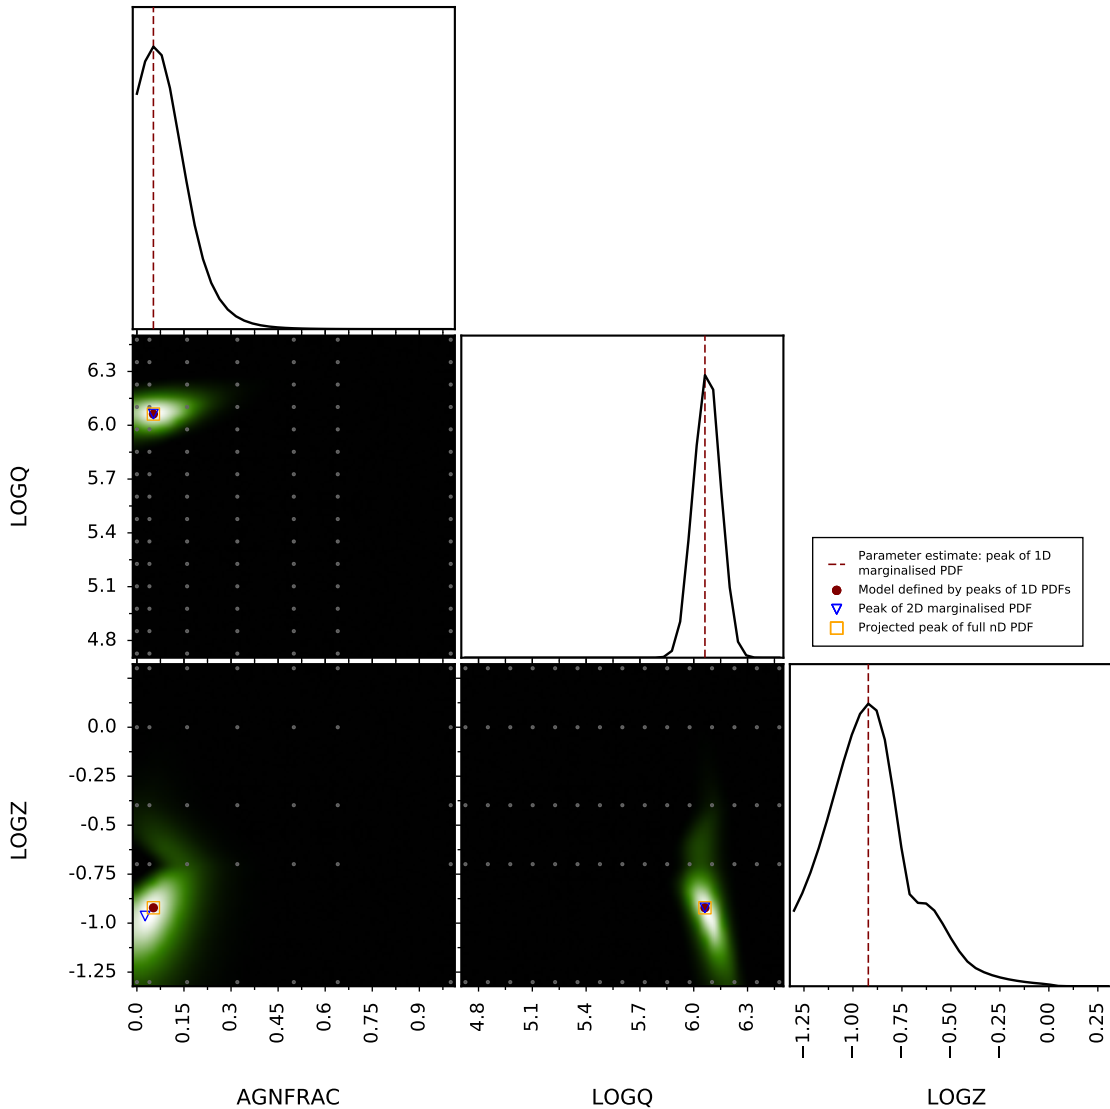 6.3
6.0
5.7
5.4
5.1
4.8
LOGQ
Parameter estimate: peak of 1D
marginalised PDF
Model defined by peaks of 1D PDFs
Peak of 2D marginalised PDF
Projected peak of full nD PDF
0.0
-0.25
-0.5
-0.75
-1.0
-1.25
LOGZ
0.0 0.15 0.3 0.45 0.6 0.75 0.9
4.8 5.1 5.4 5.7 6.0 6.3
−1.25 −1.00 −0.75 −0.50 −0.25 0.00 0.25
AGNFRAC LOGQ LOGZ